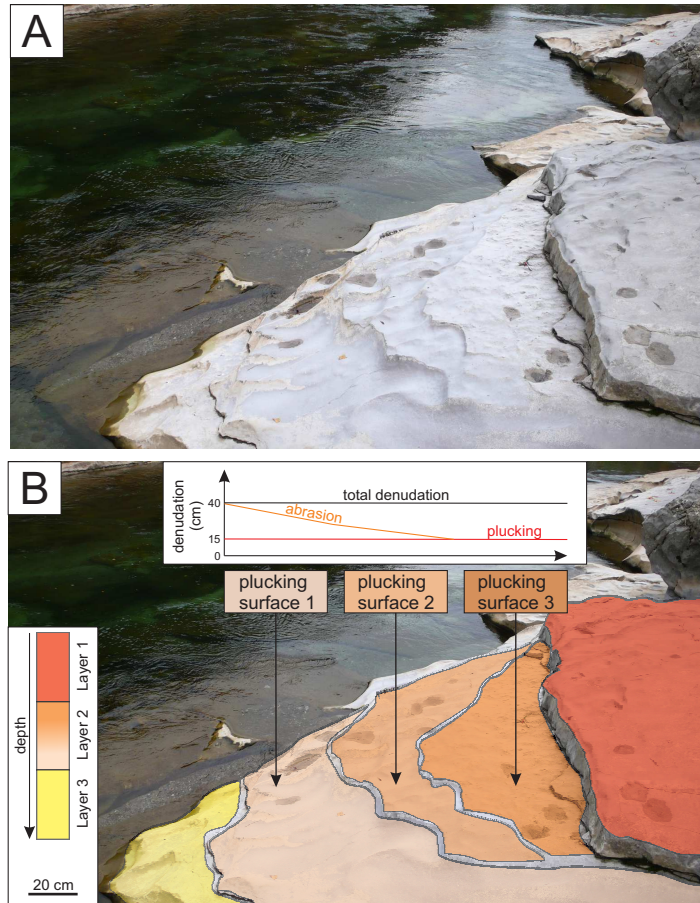 A
B
total denudation
denudation
(cm)
40
15
0
abrasion
plucking
plucking
surface 1
plucking
surface 2
plucking
surface 3
depth
Layer 1
Layer 2
Layer 3
20 cm